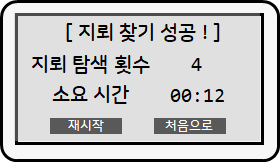 [ 지뢰 찾기 성공 ! ]
지뢰 탐색 횟수 4
소요 시간 00:12
재시작 처음으로